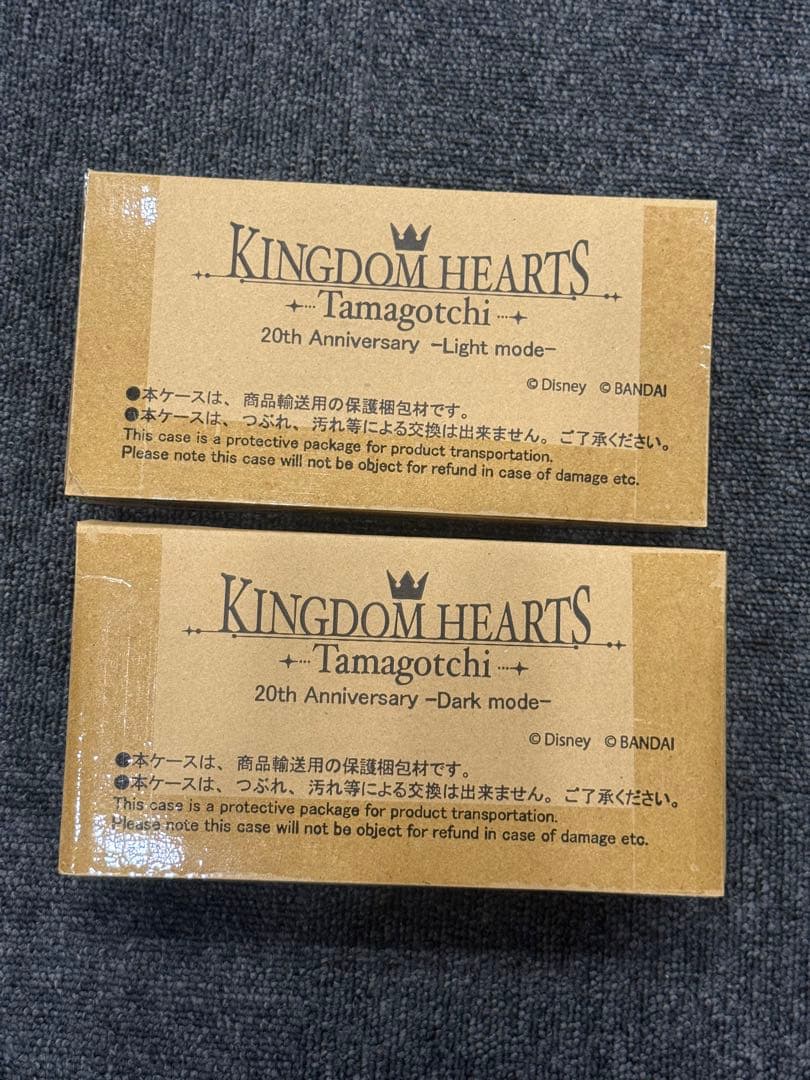 KINGDOM HEARTS
Tamagotchi
20th Anniversary -Light mode-
© Disney © BANDAI
●本ケースは、商品輸送用の保護梱包材です。
●本ケースは、つぶれ、汚れ等による交換は出来ません。ご了承ください。
This case is a protective package for product transportation.
Please note this case will not be object for refund in case of damage etc.
KINGDOM HEARTS
Tamagotchi
20th Anniversary -Dark mode-
© Disney © BANDAI
●本ケースは、商品輸送用の保護梱包材です。
●本ケースは、つぶれ、汚れ等による交換は出来ません。ご了承ください。
This case is a protective package for product transportation.
Please note this case will not be object for refund in case of damage etc.